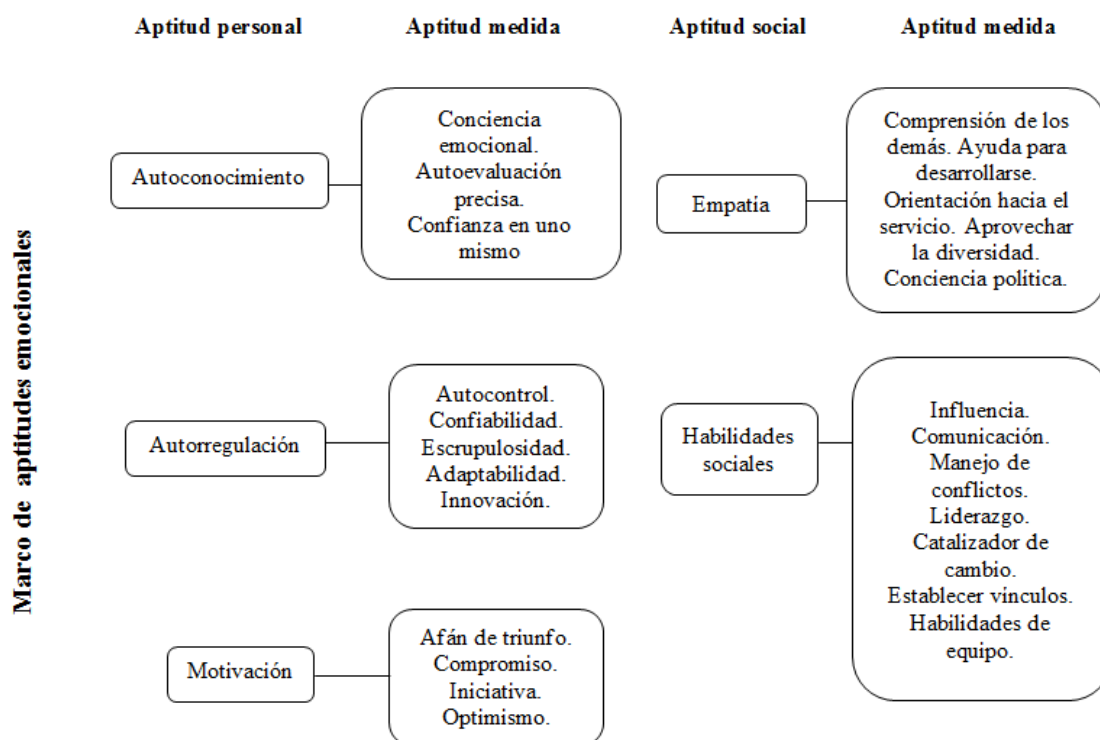 Aptitud personal
Aptitud medida
Aptitud social
Aptitud medida
Marco de aptitudes emocionales
Autoconocimiento
Conciencia
emocional.
Autoevaluación
precisa.
Confianza en uno
mismo
Empatia
Comprensión de los
demás. Ayuda para
desarrollarse.
Orientación hacia el
servicio. Aprovechar
la diversidad.
Conciencia política.
Autorregulación
Autocontrol.
Confiabilidad.
Escrupulosidad.
Adaptabilidad.
Innovación.
Habilidades
sociales
Influencia.
Comunicación.
Manejo de
conflictos.
Liderazgo.
Catalizador de
cambio.
Establecer vinculos.
Habilidades de
equipo.
Motivación
Afán de triunfo.
Compromiso.
Iniciativa.
Optimismo.